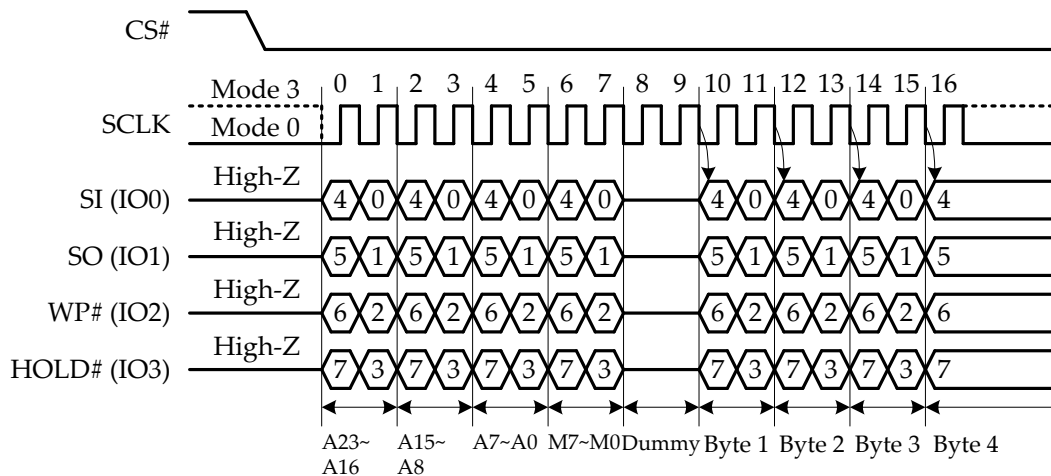 CS#
Mode 3 0 1 2 3 4 5 6 7 8 9 10 11 12 13 14 15 16
SCLK
Mode 0
High-Z
SI (IO0) 4 0 4 0 4 0 4 0 4 0 4 0 4 0 4
High-Z
SO (IO1) 5 1 5 1 5 1 5 1 5 1 5 1 5 1 5
High-Z
WP# (IO2) 6 2 6 2 6 2 6 2 6 2 6 2 6 2 6
High-Z
HOLD# (IO3) 7 3 7 3 7 3 7 3 7 3 7 3 7 3 7
A23~ A15~ A7~A0 M7~M0 Dummy Byte 1 Byte 2 Byte 3 Byte 4
A16 A8